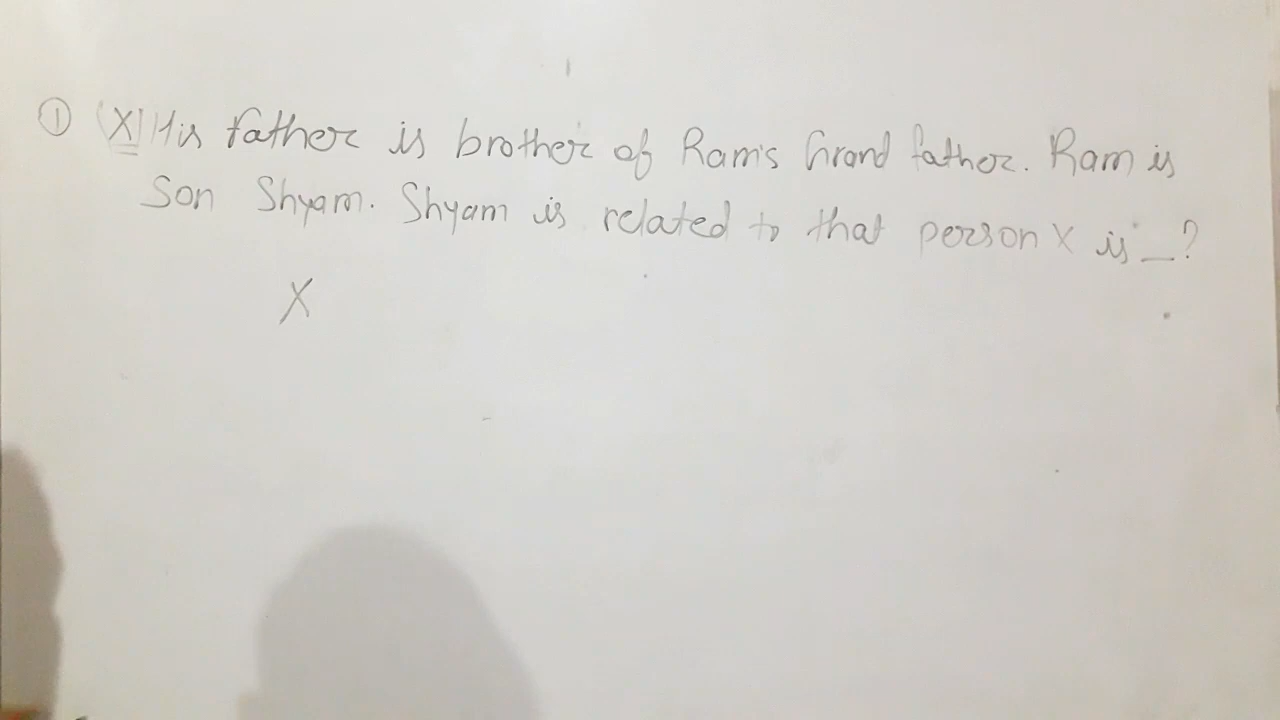 ① (X) His father is brother of Ram's Grand father. Ram is
Son Shyam. Shyam is related to that person X is _?
X